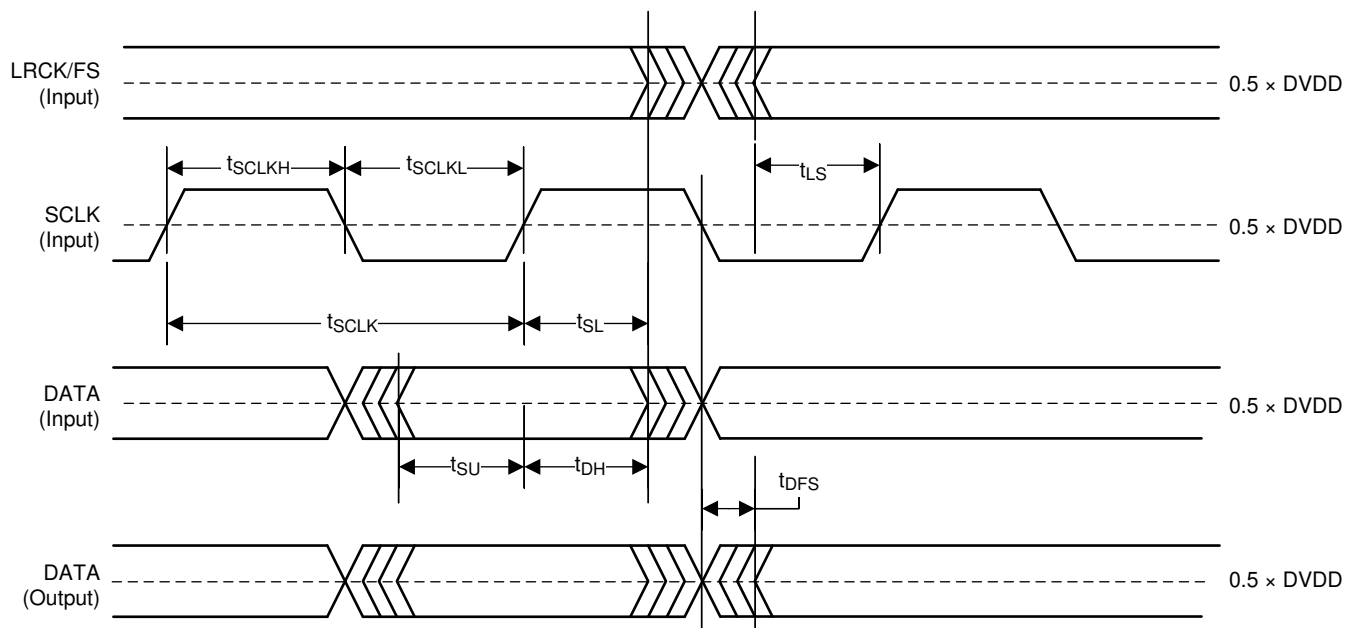 LRCK/FS
(Input)
0.5 × DVDD
tSCLKH
tSCLKL
tLS
SCLK
(Input)
0.5 × DVDD
tSCLK
tSL
DATA
(Input)
0.5 × DVDD
tSU
tDH
tDFS
DATA
(Output)
0.5 × DVDD